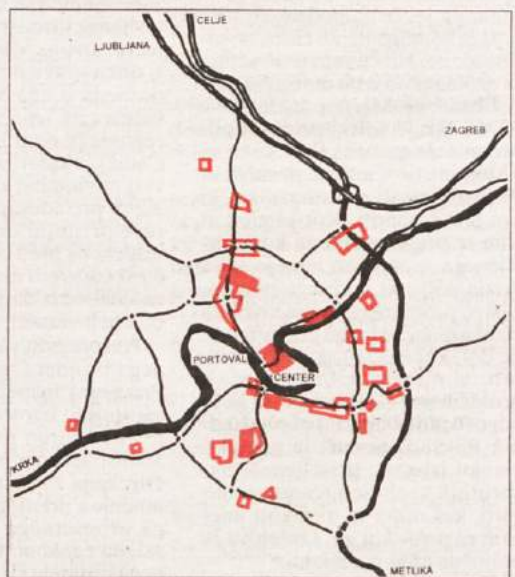 CELJE
LJUBLJANA
ZAGREB
PORTOVAL
CENTER
KRKA
METLIKA